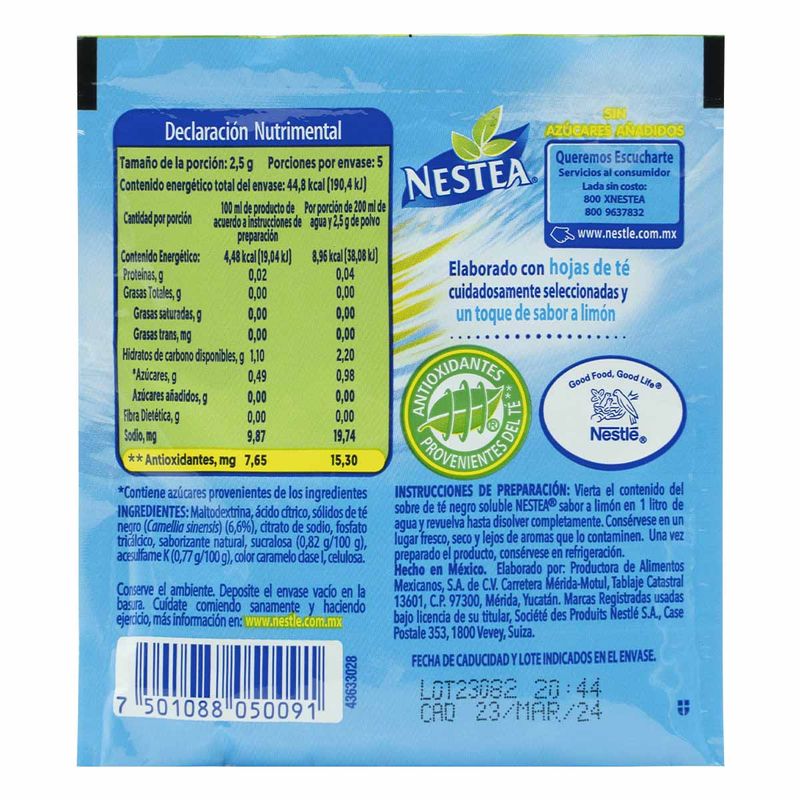 Declaración Nutrimental
Tamaño de la porción: 2,5 g Porciones por envase: 5
Contenido energético total del envase: 44,8 kcal (190,4 kJ)
Cantidad por porción
100 ml de producto de acuerdo a instrucciones de preparación
Por porción de 200 ml de agua y 2,5 g de polvo
Contenido Energético: 4,48 kcal (19,04 kJ) 8,96 kcal (38,08 kJ)
Proteínas, g 0,02 0,04
Grasas Totales, g 0,00 0,00
Grasas saturadas, g 0,00 0,00
Grasas trans, mg 0,00 0,00
Hidratos de carbono disponibles, g 1,10 2,20
*Azúcares, g 0,49 0,98
Azúcares añadidos, g 0,00 0,00
Fibra Dietética, g 0,00 0,00
Sodio, mg 9,87 19,74
** Antioxidantes, mg 7,65 15,30
*Contiene azúcares provenientes de los ingredientes
INGREDIENTES: Maltodextrina, ácido cítrico, sólidos de té
negro (Camellia sinensis) (6,6%), citrato de sodio, fosfato
tricálcico, saborizante natural, sucralosa (0,82 g/100 g),
acesulfame K (0,77 g/100 g), color caramelo clase I, celulosa.
Conserve el ambiente. Deposite el envase vacío en la
basura. Cuídate comiendo sanamente y haciendo
ejercicio, más información en: www.nestle.com.mx
7 501088 050091
43633028
NESTEA®
SIN
AZÚCARES AÑADIDOS
Queremos Escucharte
Servicios al consumidor
Lada sin costo:
800 XNESTEA
800 9637832
www.nestle.com.mx
Elaborado con hojas de té
cuidadosamente seleccionadas y
un toque de sabor a limón
ANTIOXIDANTES
PROVENIENTES DEL TÉ**
®
Good Food, Good Life®
Nestlé®
INSTRUCCIONES DE PREPARACIÓN: Vierta el contenido del
sobre de té negro soluble NESTEA® sabor a limón en 1 litro de
agua y revuelva hasta disolver completamente. Consérvese en un
lugar fresco, seco y lejos de aromas que lo contaminen. Una vez
preparado el producto, consérvese en refrigeración.
Hecho en México. Elaborado por: Productora de Alimentos
Mexicanos, S.A. de C.V. Carretera Mérida-Motul, Tablaje Catastral
13601, C.P. 97300, Mérida, Yucatán. Marcas Registradas usadas
bajo licencia de su titular, Société des Produits Nestlé S.A., Case
Postale 353, 1800 Vevey, Suiza.
FECHA DE CADUCIDAD Y LOTE INDICADOS EN EL ENVASE.
LOT23082 20:44
CAD 23/MAR/24